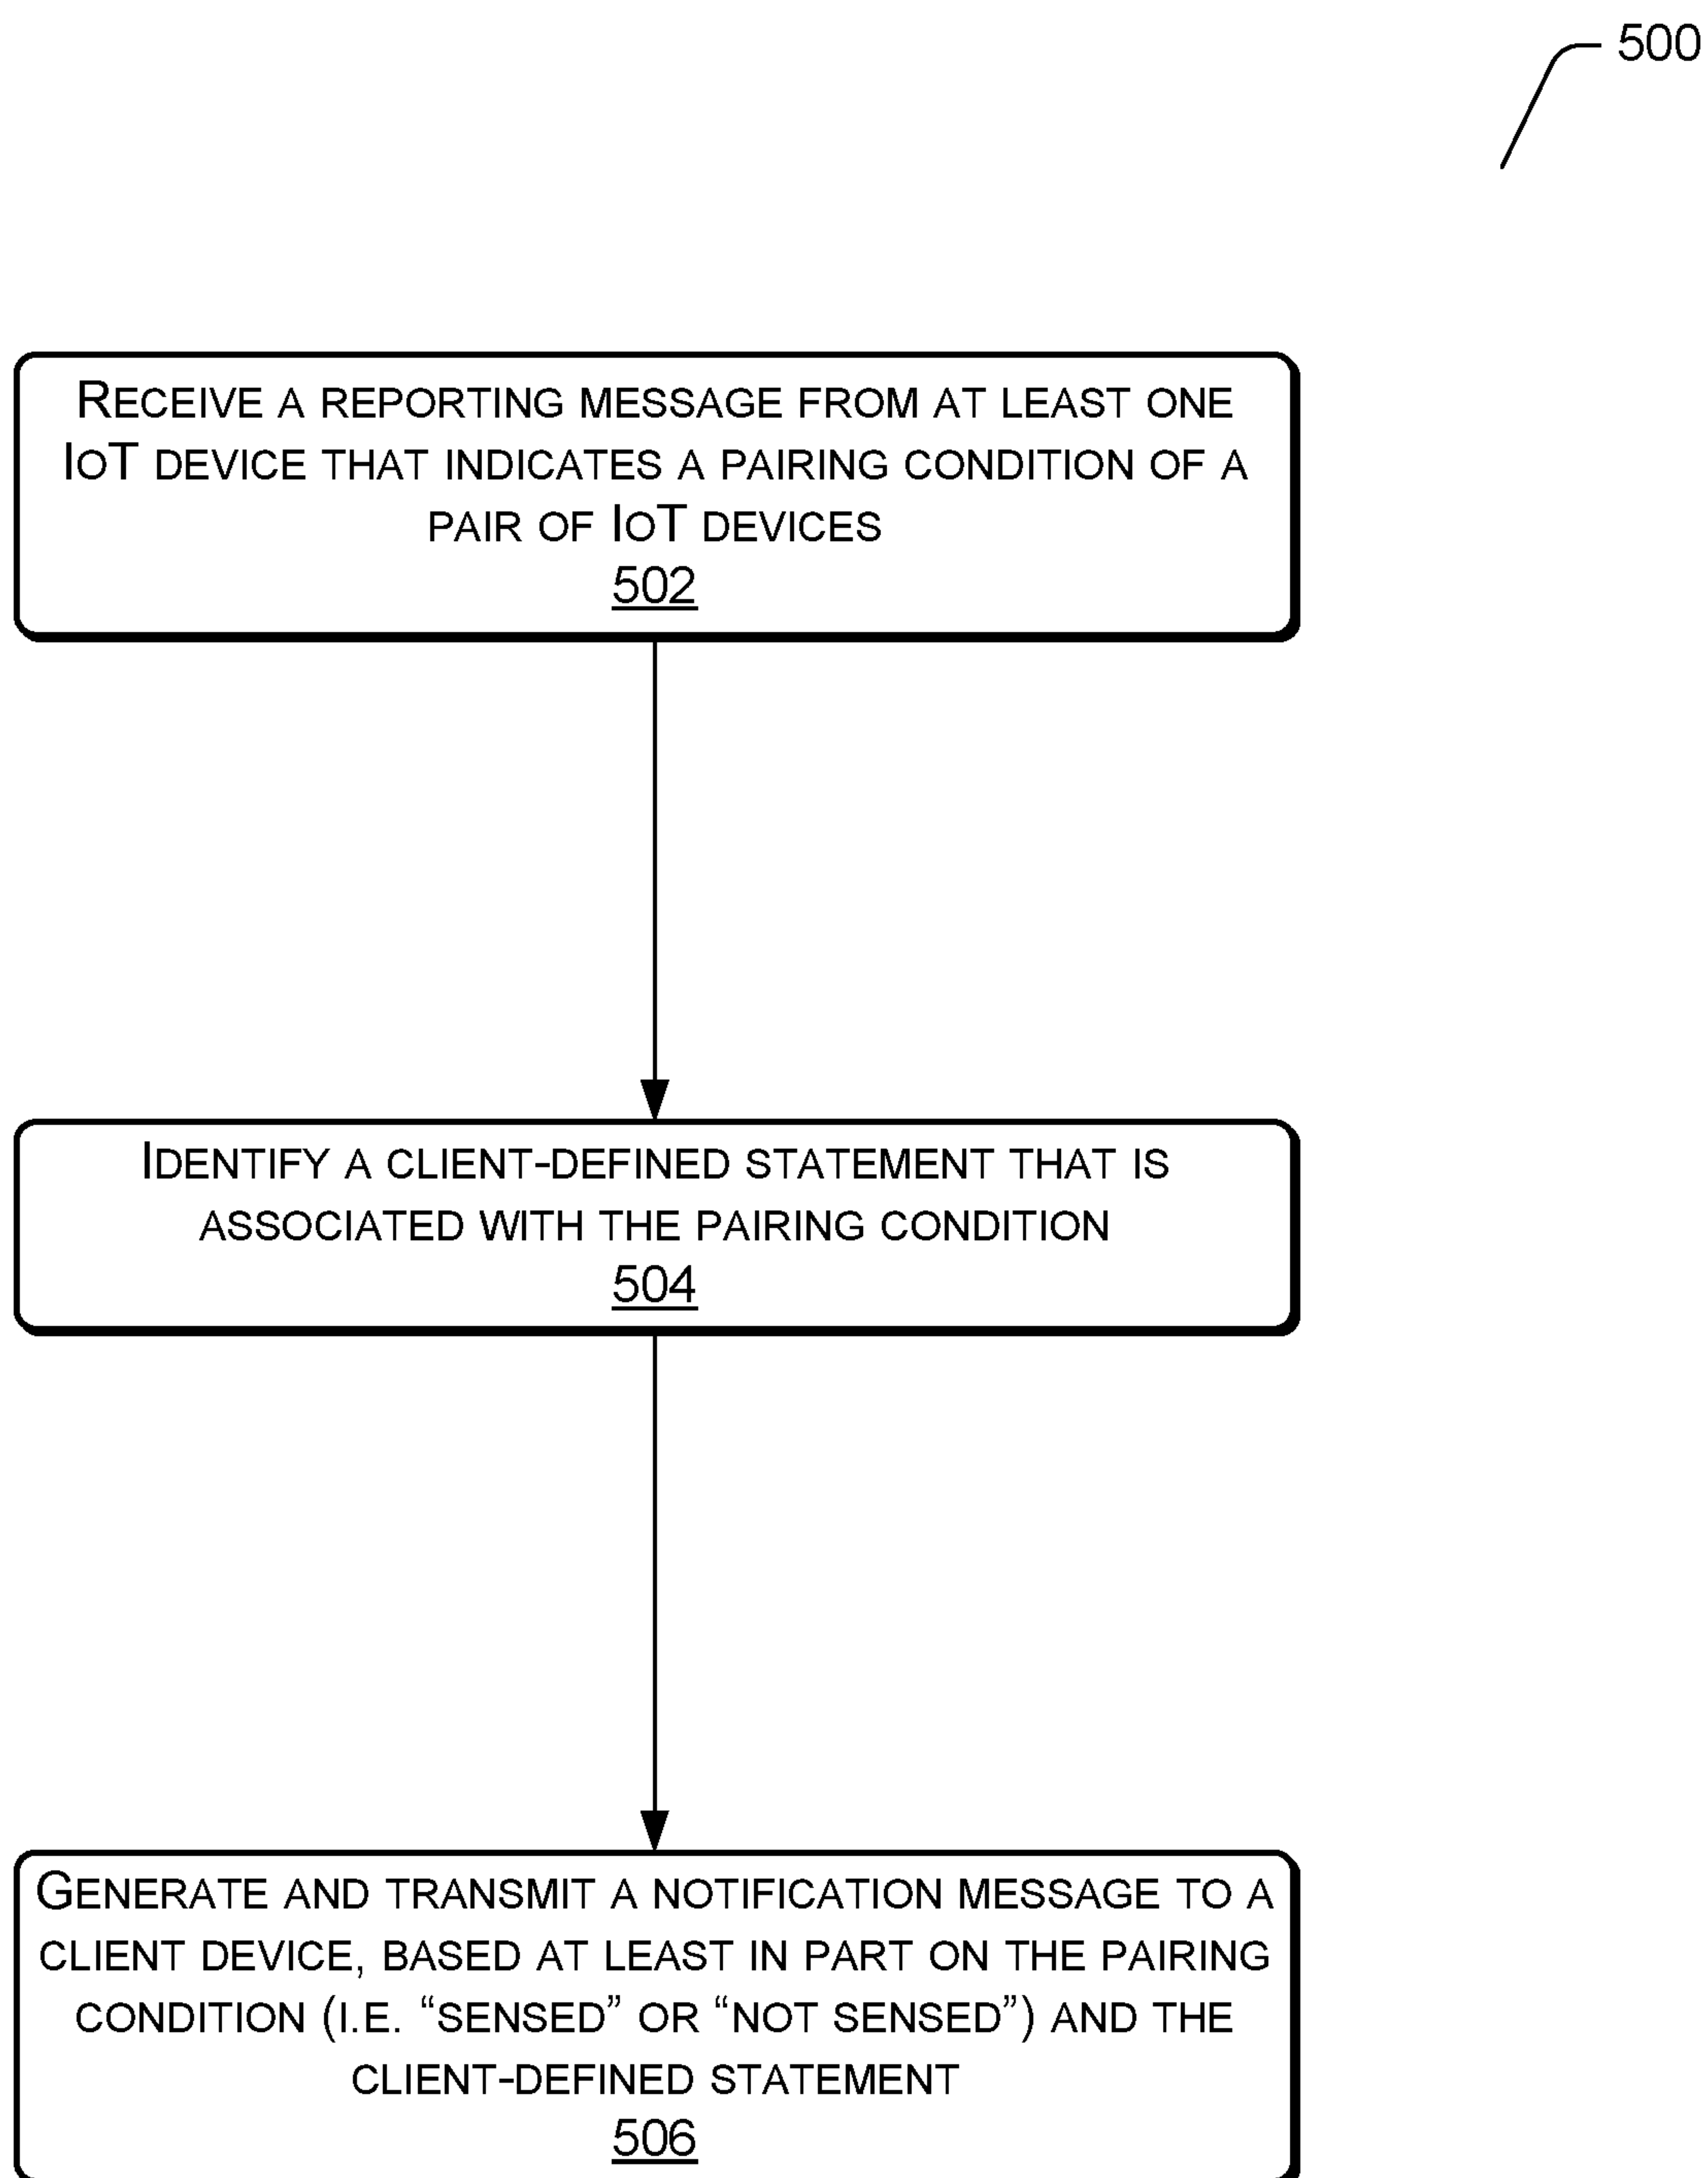 500
RECEIVE A REPORTING MESSAGE FROM AT LEAST ONE
IOT DEVICE THAT INDICATES A PAIRING CONDITION OF A
PAIR OF IOT DEVICES
502
IDENTIFY A CLIENT-DEFINED STATEMENT THAT IS
ASSOCIATED WITH THE PAIRING CONDITION
504
GENERATE AND TRANSMIT A NOTIFICATION MESSAGE TO A
CLIENT DEVICE, BASED AT LEAST IN PART ON THE PAIRING
CONDITION (I.E. “SENSED” OR “NOT SENSED”) AND THE
CLIENT-DEFINED STATEMENT
506